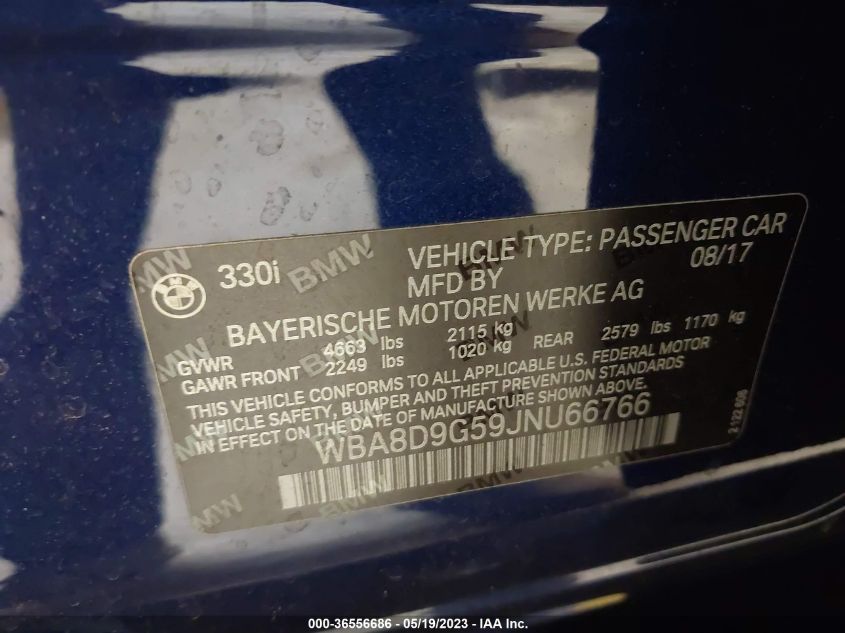 BMW
330i
VEHICLE TYPE: PASSENGER CAR
MFD BY 08/17
BAYERISCHE MOTOREN WERKE AG
GVWR 4663 lbs 2115 kg
GAWR FRONT 2249 lbs 1020 kg REAR 2579 lbs 1170 kg
THIS VEHICLE CONFORMS TO ALL APPLICABLE U.S. FEDERAL MOTOR
VEHICLE SAFETY, BUMPER AND THEFT PREVENTION STANDARDS
IN EFFECT ON THE DATE OF MANUFACTURE SHOWN ABOVE.
WBA8D9G59JNU66766
000-36556686 - 05/19/2023 - IAA Inc.